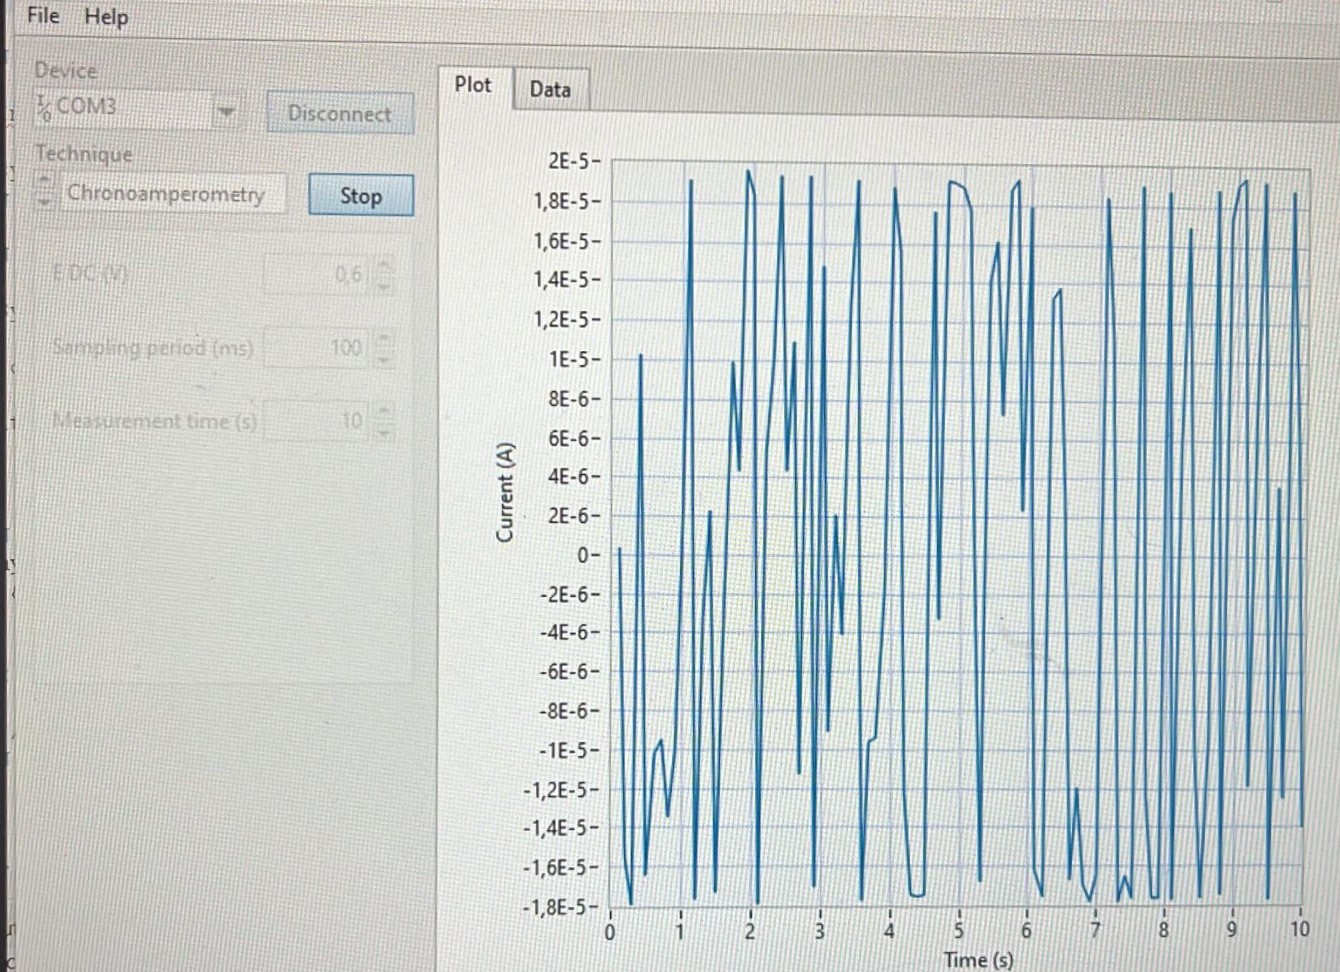 File Help
Device
COM3
Disconnect
Technique
Chronoamperometry
Stop
E DC (V)
0,6
Sampling period (ms)
100
Measurement time (s)
10
Plot
Data
2E-5
1,8E-5
1,6E-5
1,4E-5
1,2E-5
1E-5
8E-6
6E-6
4E-6
2E-6
0
-2E-6
-4E-6
-6E-6
-8E-6
-1E-5
-1,2E-5
-1,4E-5
-1,6E-5
-1,8E-5
Current (A)
0 1 2 3 4 5 6 7 8 9 10
Time (s)